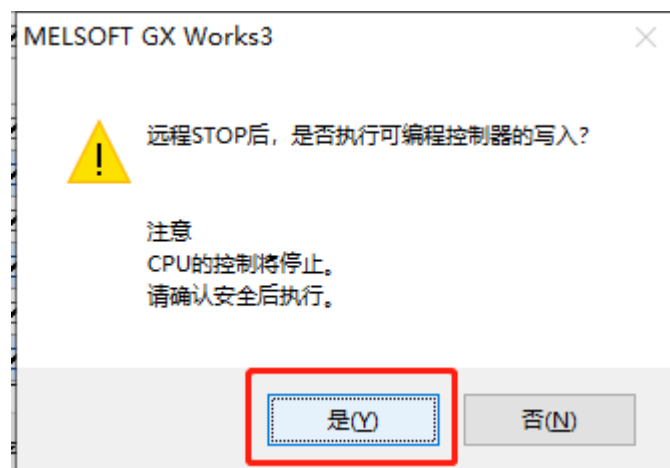 MELSOFT GX Works3
远程STOP后，是否执行可编程控制器的写入？
注意
CPU的控制将停止。
请确认安全后执行。
是(Y)
否(N)